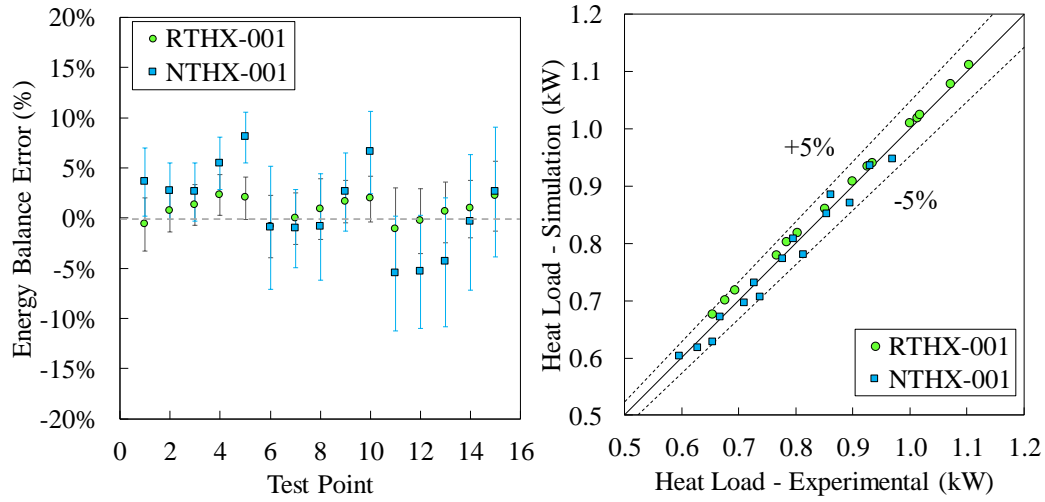 20%
15%
10%
5%
0%
-5%
-10%
-15%
-20%
Energy Balance Error (%)
RTHX-001
NTHX-001
0 2 4 6 8 10 12 14 16
Test Point
1.2
1.1
1.0
0.9
0.8
0.7
0.6
0.5
Heat Load - Simulation (kW)
+5%
-5%
RTHX-001
NTHX-001
0.5 0.6 0.7 0.8 0.9 1.0 1.1 1.2
Heat Load - Experimental (kW)